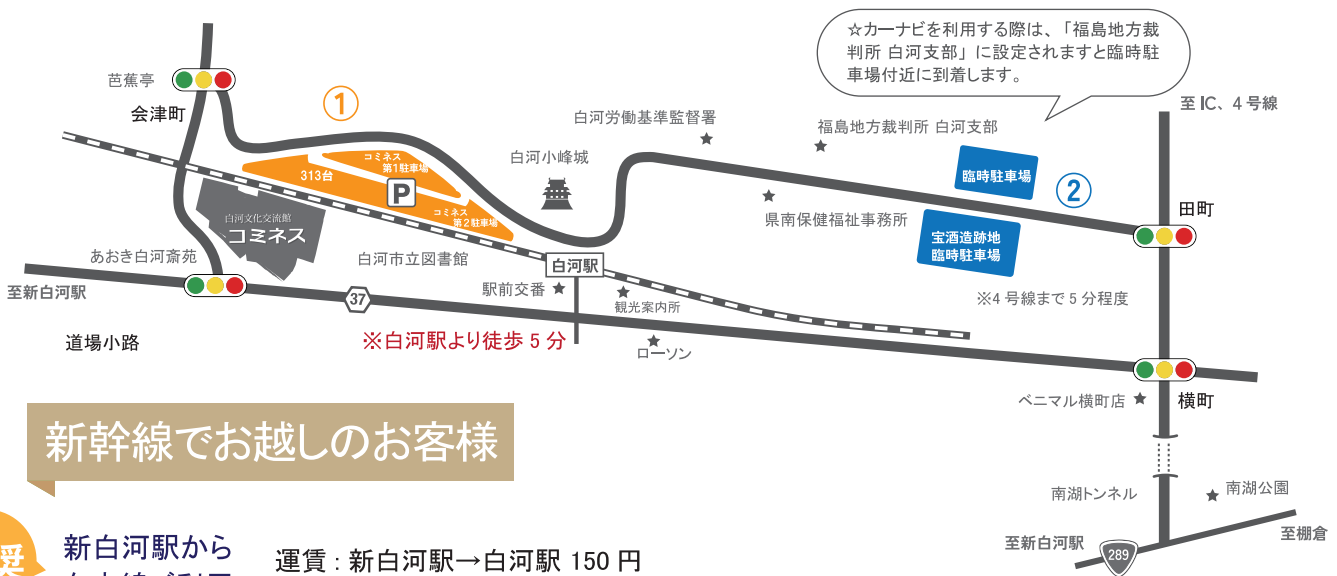 ☆カーナビを利用する際は、「福島地方裁
判所 白河支部」に設定されますと臨時駐
車場付近に到着します。
芭蕉亭
会津町
①
白河労働基準監督署
福島地方裁判所 白河支部
至 IC、4 号線
コミネス
第1駐車場
313台
P
白河小峰城
臨時駐車場
②
コミネス
第2駐車場
県南保健福祉事務所
田町
白河文化交流館
コミネス
宝酒造跡地
臨時駐車場
あおき白河斎苑
白河市立図書館
白河駅
至新白河駅
駅前交番
37
観光案内所
※4 号線まで 5 分程度
道場小路
※白河駅より徒歩 5 分
ローソン
ベニマル横町店
横町
新幹線でお越しのお客様
南湖トンネル
南湖公園
至新白河駅
289
至棚倉
新白河駅から
運賃 : 新白河駅→白河駅 150 円